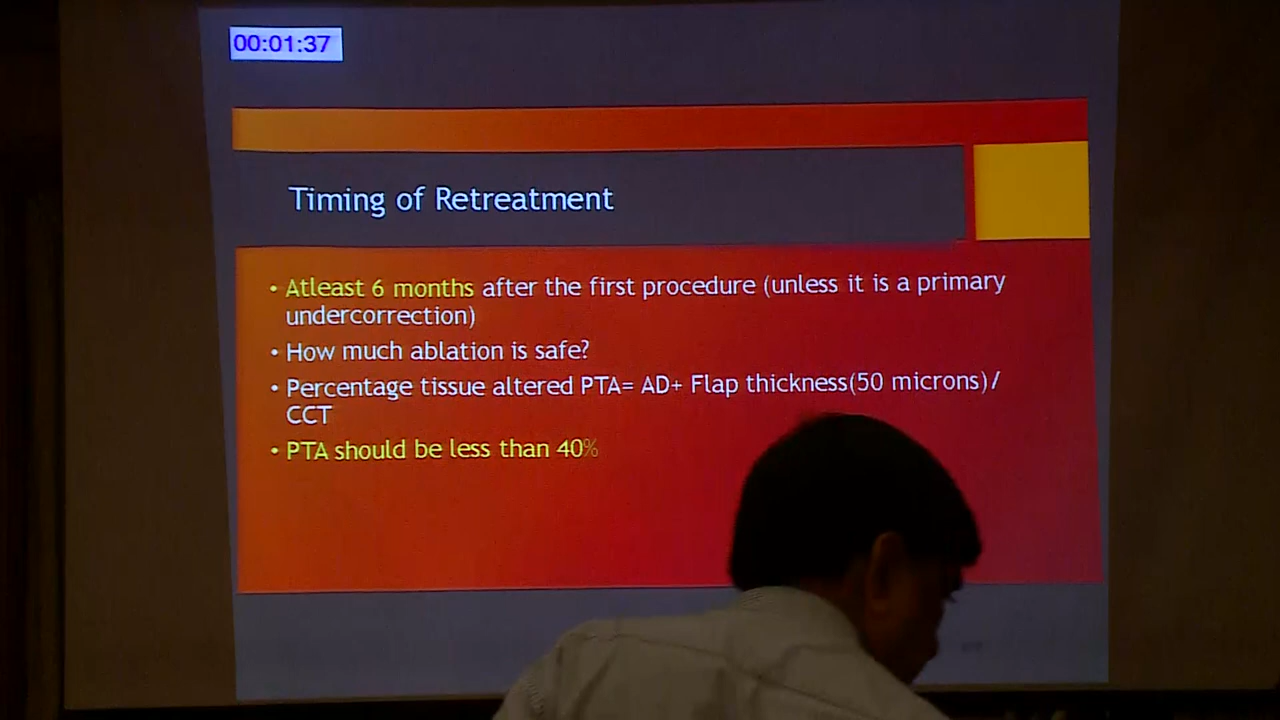 00:01:37
Timing of Retreatment
• Atleast 6 months after the first procedure (unless it is a primary
undercorrection)
• How much ablation is safe?
• Percentage tissue altered PTA= AD+ Flap thickness(50 microns)/
CCT
• PTA should be less than 40%